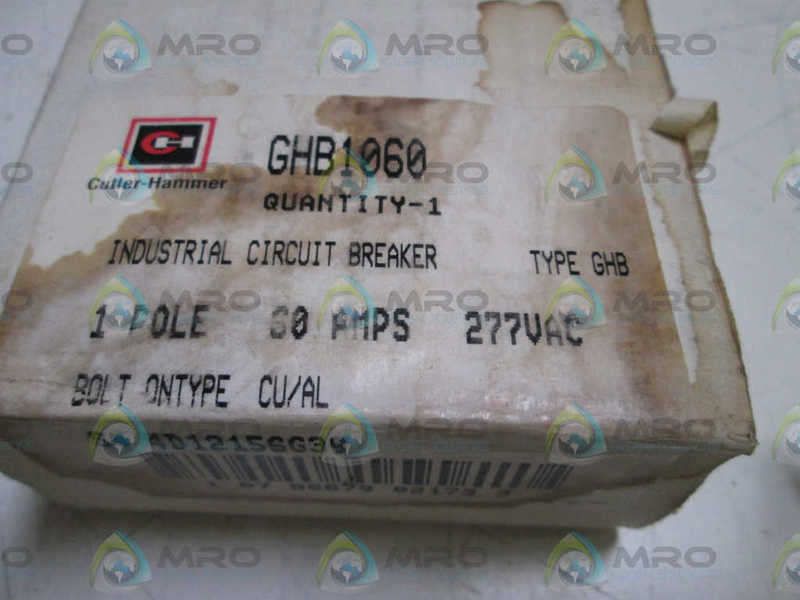 GHB1060
Cutler-Hammer
QUANTITY-1
INDUSTRIAL CIRCUIT BREAKER TYPE GHB
1 POLE 60 AMPS 277VAC
BOLT ONTYPE CU/AL
MRO